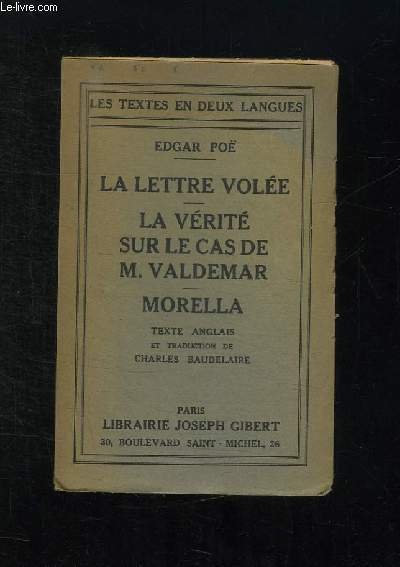 Le-livre.com
LES TEXTES EN DEUX LANGUES
EDGAR POË
LA LETTRE VOLÉE
LA VÉRITÉ
SUR LE CAS DE
M. VALDEMAR
MORELLA
TEXTE ANGLAIS
ET TRADUCTION DE
CHARLES BAUDELAIRE
PARIS
LIBRAIRIE JOSEPH GIBERT
30, BOULEVARD SAINT - MICHEL, 26